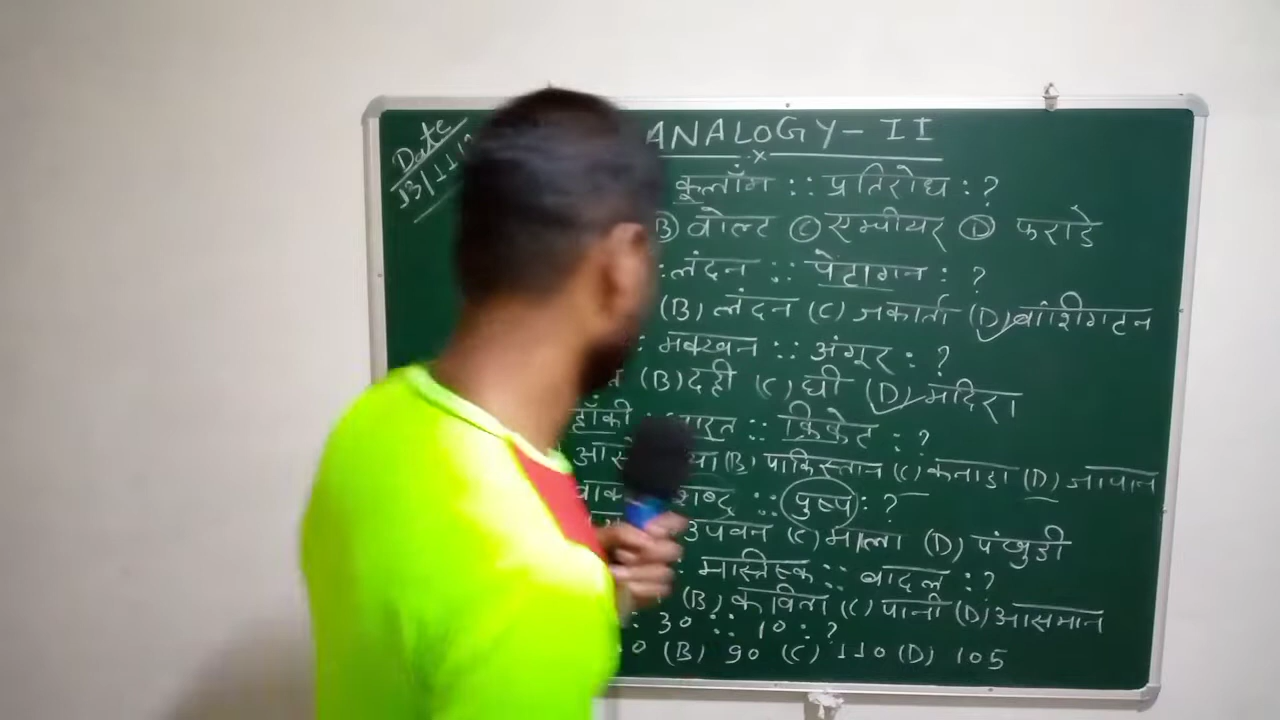 Date
ANALOGY-II
13/11/
कूलॉम :: प्रतिरोध : ?
(B) वोल्ट (C) एम्पीयर (D) फराडे
: लंदन :: पेंटागन : ?
(B) लंदन (C) जकार्ता (D) वाशिंगटन
: मक्खन :: अंगूर : ?
(B) दही (C) घी (D) मदिरा
हॉकी : भारत :: क्रिकेट : ?
(B) पाकिस्तान (C) कनाडा (D) जापान
शब्द :: पुष्प : ?
उपवन (C) माला (D) पंखुडी
: मास्तिष्क :: बादल : ?
(B) कविता (C) पानी (D) आसमान
: 30 :: 10 : ?
(B) 90 (C) 110 (D) 105